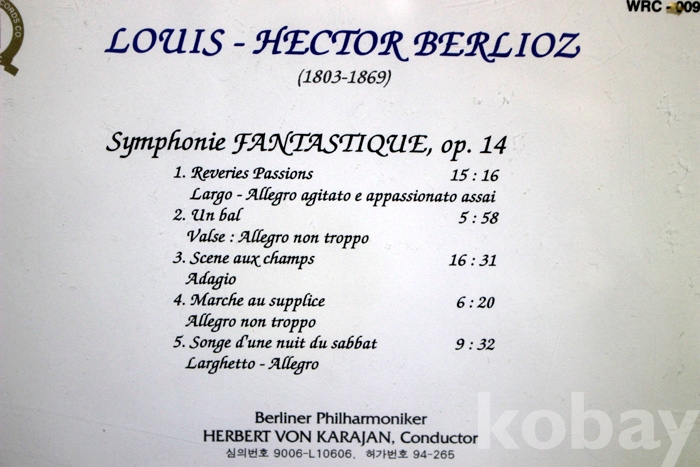 RECORDS CO.
WRC - 009
LOUIS - HECTOR BERLIOZ
(1803-1869)
Symphonie FANTASTIQUE, op. 14
1. Reveries Passions 15 : 16
Largo - Allegro agitato e appassionato assai
2. Un bal 5 : 58
Valse : Allegro non troppo
3. Scene aux champs 16 : 31
Adagio
4. Marche au supplice 6 : 20
Allegro non troppo
5. Songe d'une nuit du sabbat 9 : 32
Larghetto - Allegro
Berliner Philharmoniker
HERBERT VON KARAJAN, Conductor
심의번호 9006-L10606, 허가번호 94-265
kobay